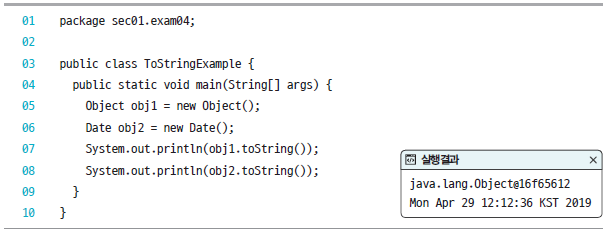 01 package sec01.exam04;
02
03 public class ToStringExample {
04 public static void main(String[] args) {
05 Object obj1 = new Object();
06 Date obj2 = new Date();
07 System.out.println(obj1.toString());
08 System.out.println(obj2.toString());
09 }
10 }
실행결과 ×
java.lang.Object@16f65612
Mon Apr 29 12:12:36 KST 2019